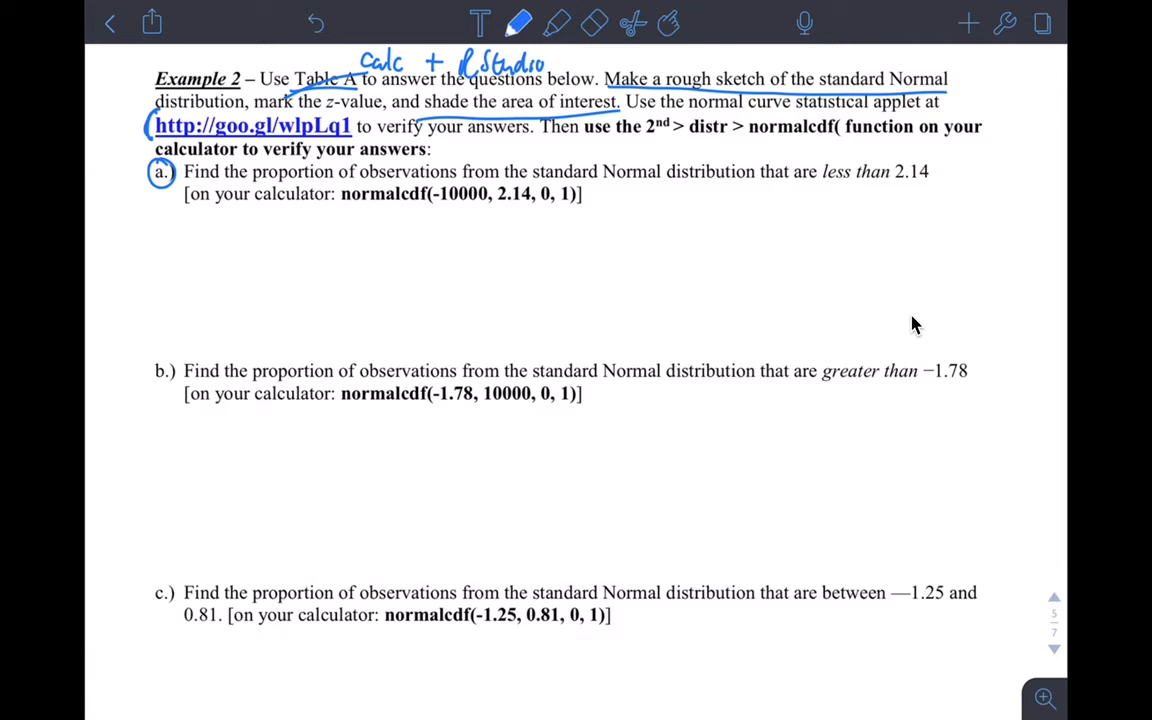 calc + RStudio
Example 2 – Use Table A to answer the questions below. Make a rough sketch of the standard Normal
distribution, mark the z-value, and shade the area of interest. Use the normal curve statistical applet at
http://goo.gl/wlpLq1 to verify your answers. Then use the 2nd > distr > normalcdf( function on your
calculator to verify your answers:
a.) Find the proportion of observations from the standard Normal distribution that are less than 2.14
[on your calculator: normalcdf(-10000, 2.14, 0, 1)]
b.) Find the proportion of observations from the standard Normal distribution that are greater than −1.78
[on your calculator: normalcdf(-1.78, 10000, 0, 1)]
c.) Find the proportion of observations from the standard Normal distribution that are between —1.25 and
0.81. [on your calculator: normalcdf(-1.25, 0.81, 0, 1)]
5
7